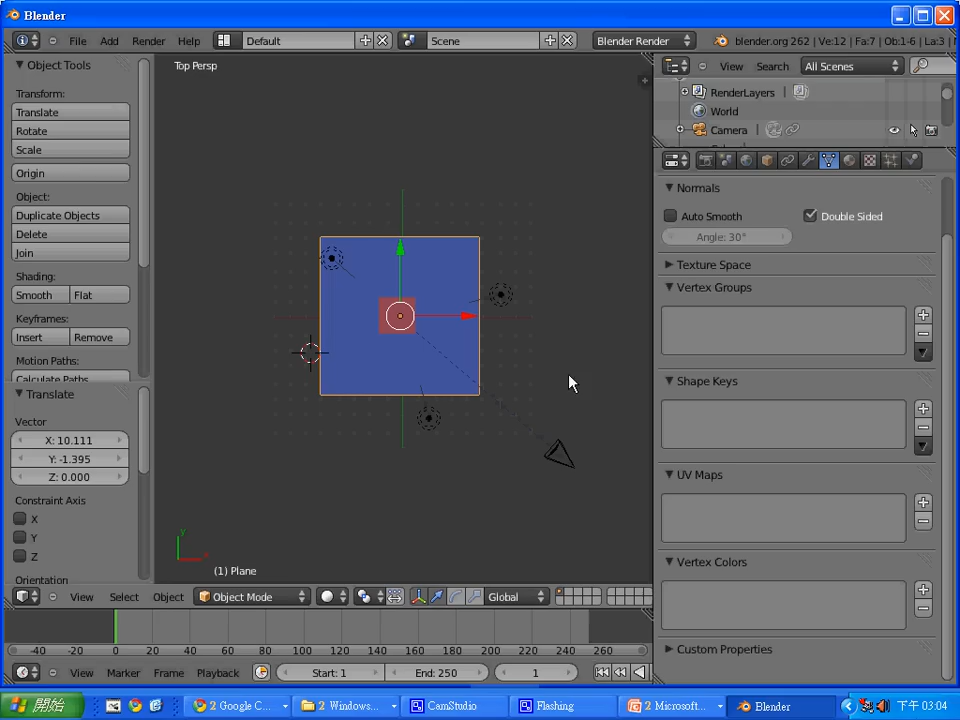 Blender
File Add Render Help Default Scene Blender Render blender.org 262 | Ve:12 | Fa:7 | Ob:1-6 | La:3 |
Object Tools
Transform:
Translate
Rotate
Scale
Origin
Object:
Duplicate Objects
Delete
Join
Shading:
Smooth Flat
Keyframes:
Insert Remove
Motion Paths:
Calculate Paths
Translate
Vector
X: 10.111
Y: -1.395
Z: 0.000
Constraint Axis
X
Y
Z
Orientation
Top Persp
y
x
(1) Plane
View Select Object Object Mode Global
-40 -20 0 20 40 60 80 100 120 140 160 180 200 220 240 260
View Marker Frame Playback Start: 1 End: 250 1
View Search All Scenes
RenderLayers |
World
Camera |
Normals
Auto Smooth Double Sided
Angle: 30°
Texture Space
Vertex Groups
Shape Keys
UV Maps
Vertex Colors
Custom Properties
開始 2 Google C... 2 Windows... CamStudio Flashing 2 Microsoft... Blender 下午 03:04